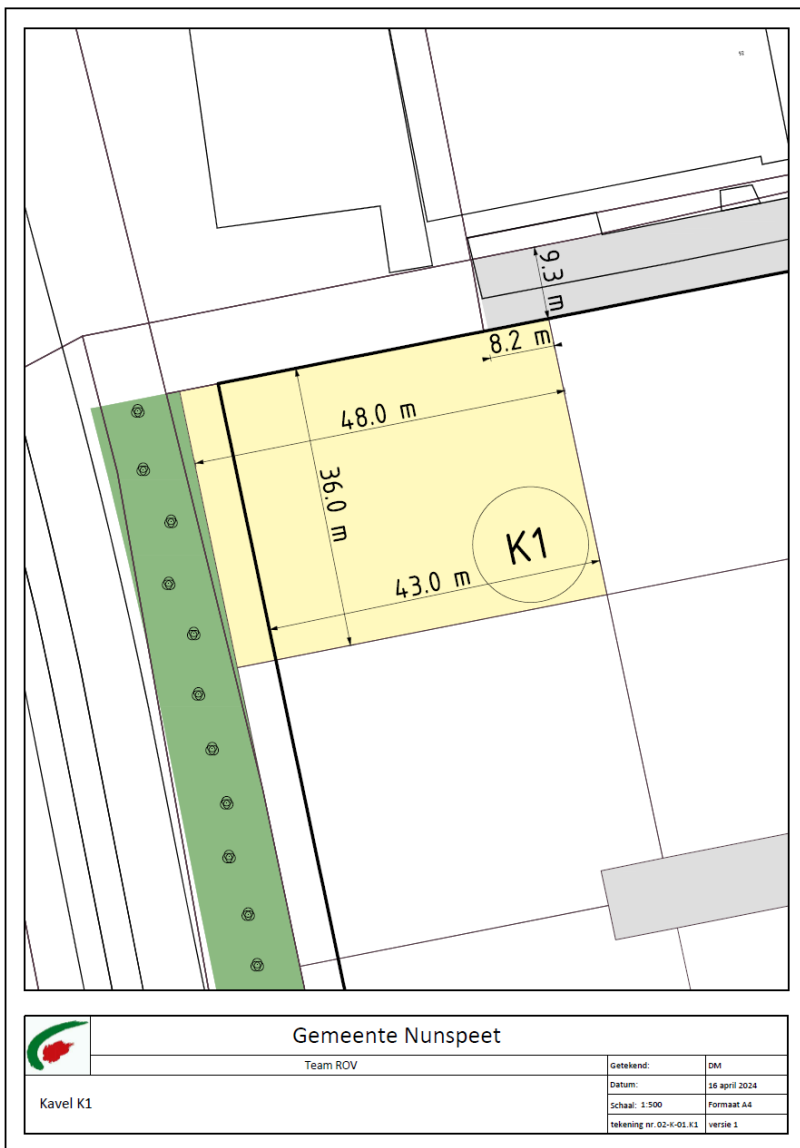 9.3 m
8.2 m
48.0 m
36.0 m
K1
43.0 m
Gemeente Nunspeet
Team ROV
Kavel K1
Getekend: DM
Datum: 16 april 2024
Schaal: 1:500 Formaat A4
tekening nr. 02-K-01.K1 versie 1